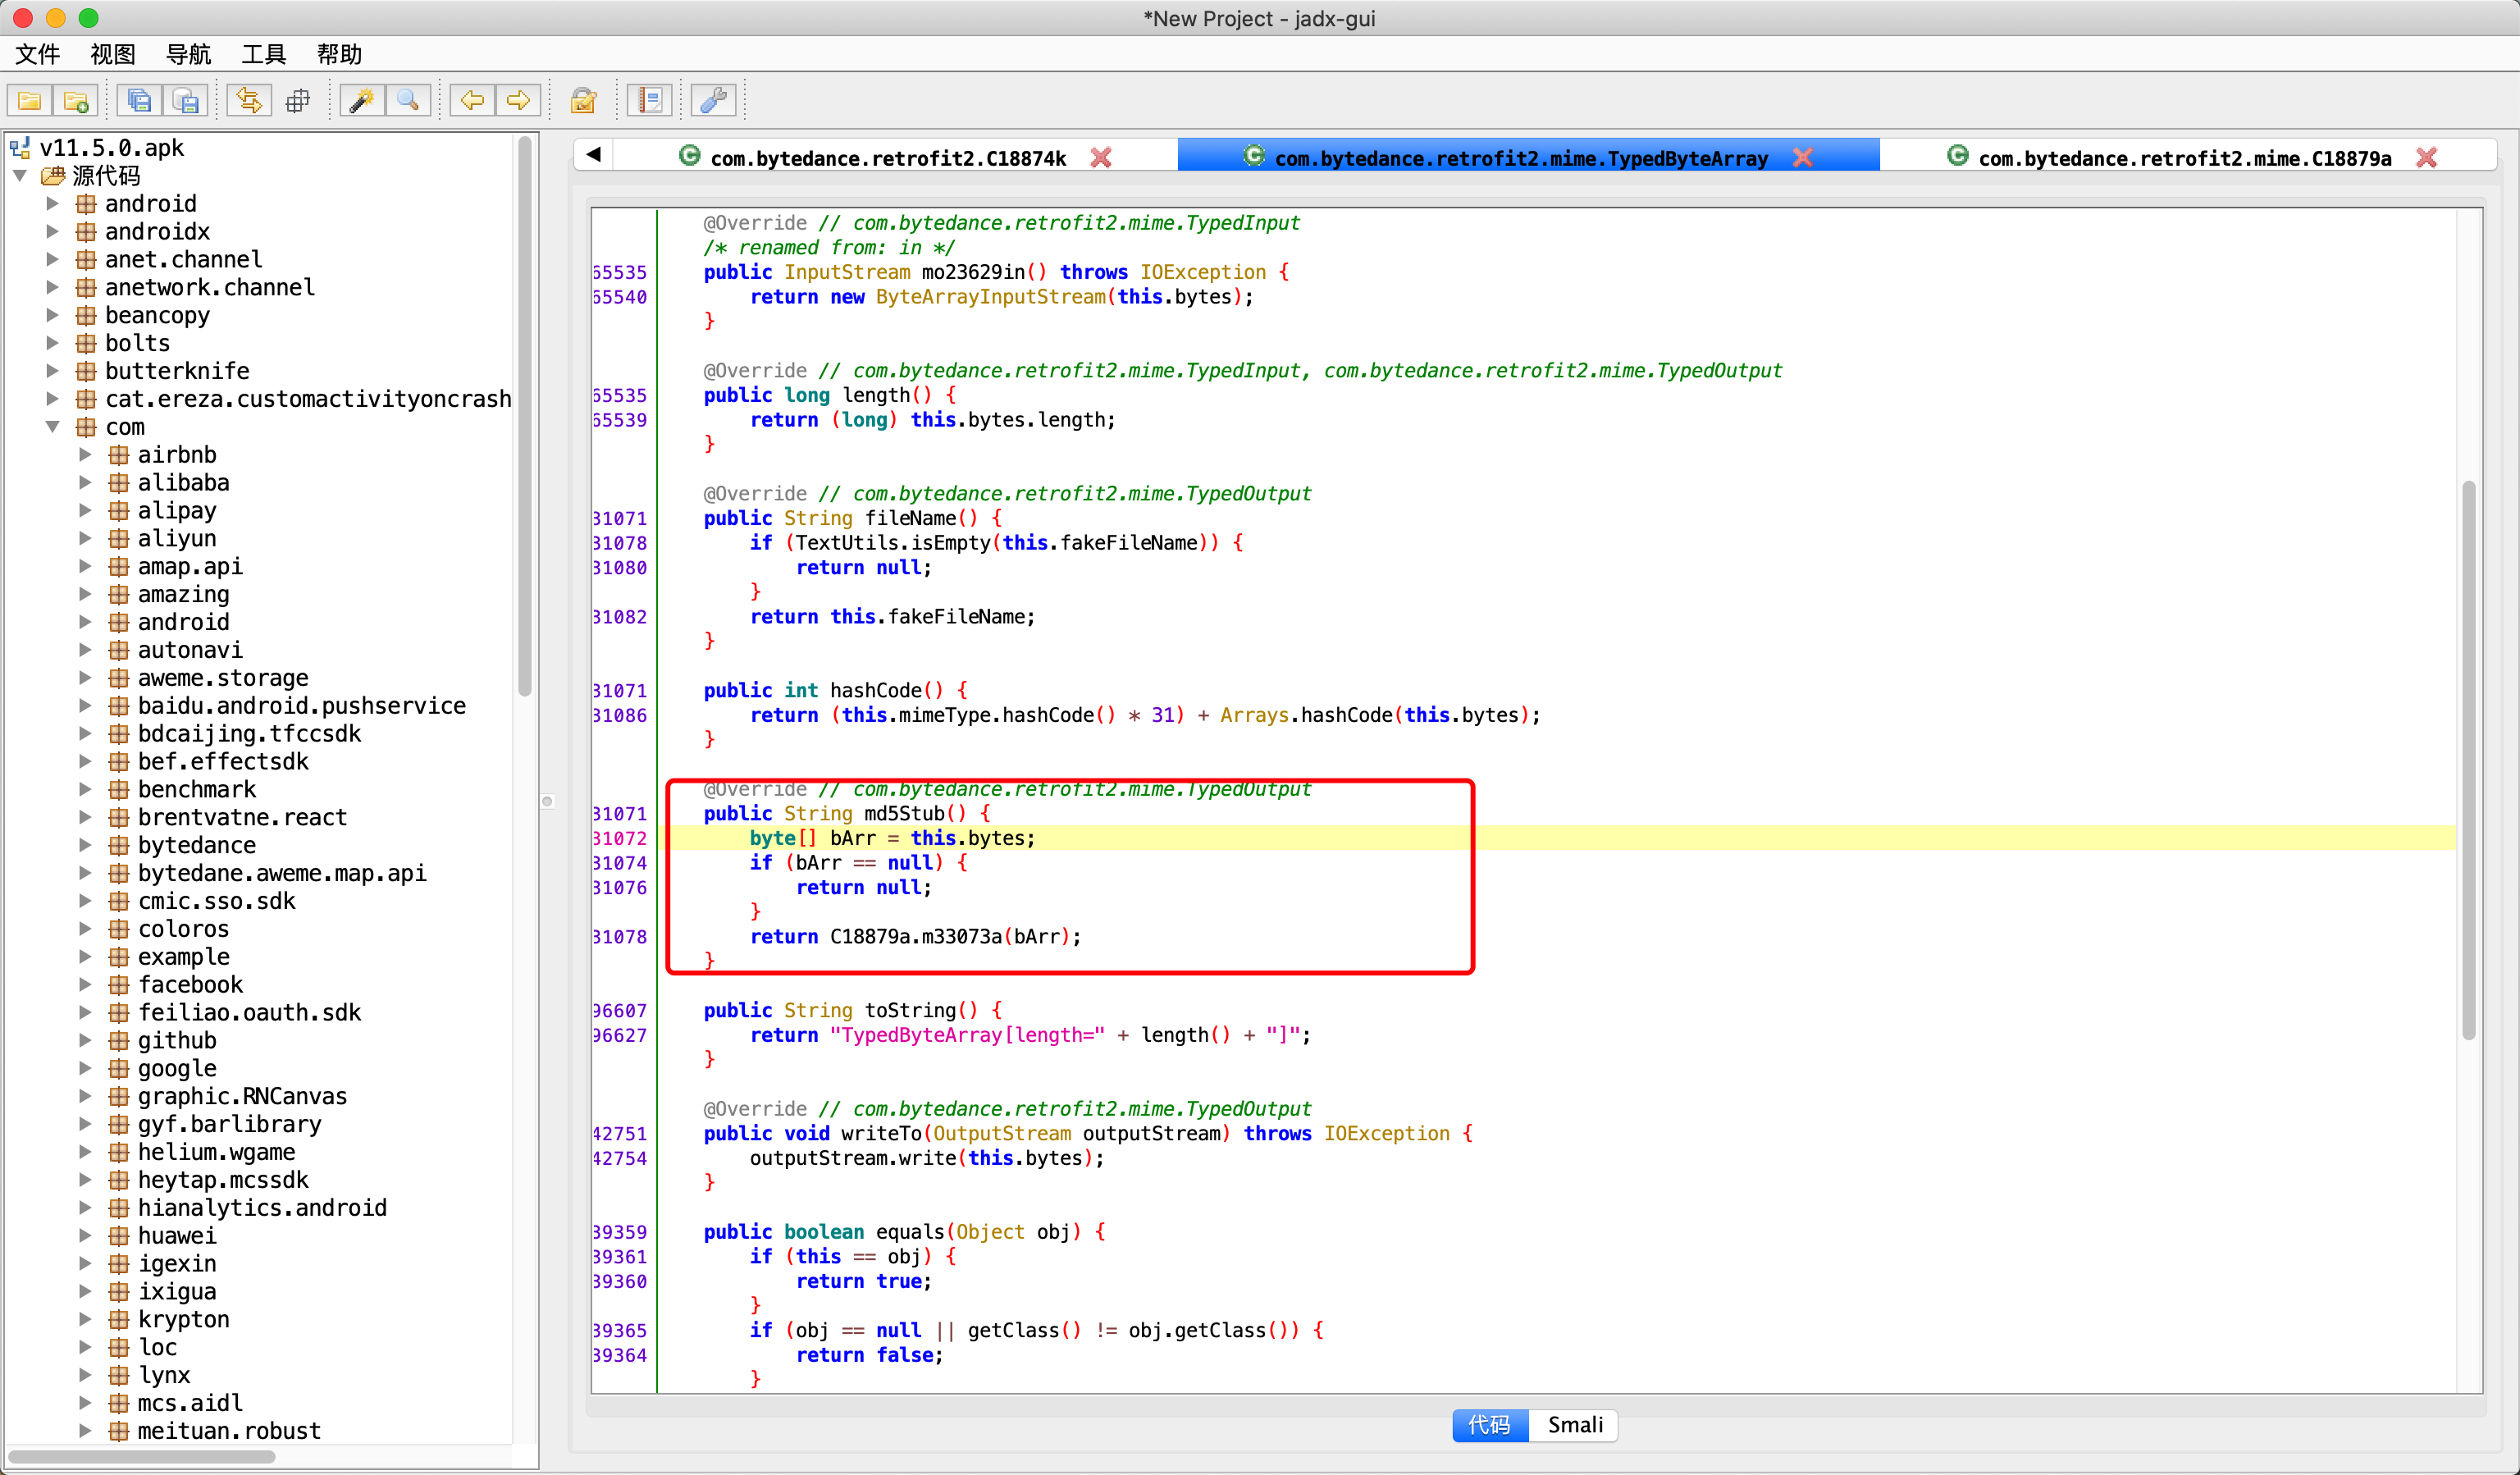 *New Project - jadx-gui
文件 视图 导航 工具 帮助
v11.5.0.apk
源代码
android
androidx
anet.channel
anetwork.channel
beancopy
bolts
butterknife
cat.ereza.customactivityoncrash
com
airbnb
alibaba
alipay
aliyun
amap.api
amazing
android
autonavi
aweme.storage
baidu.android.pushservice
bdcaijing.tfccsdk
bef.effectsdk
benchmark
brentvatne.react
bytedance
bytedane.aweme.map.api
cmic.sso.sdk
coloros
example
facebook
feiliao.oauth.sdk
github
google
graphic.RNCanvas
gyf.barlibrary
helium.wgame
heytap.mcssdk
hianalytics.android
huawei
igexin
ixigua
krypton
loc
lynx
mcs.aidl
meituan.robust
com.bytedance.retrofit2.C18874k com.bytedance.retrofit2.mime.TypedByteArray com.bytedance.retrofit2.mime.C18879a
@Override // com.bytedance.retrofit2.mime.TypedInput
/* renamed from: in */
65535 public InputStream mo23629in() throws IOException {
65540 return new ByteArrayInputStream(this.bytes);
}
@Override // com.bytedance.retrofit2.mime.TypedInput, com.bytedance.retrofit2.mime.TypedOutput
65535 public long length() {
65539 return (long) this.bytes.length;
}
@Override // com.bytedance.retrofit2.mime.TypedOutput
31071 public String fileName() {
31078 if (TextUtils.isEmpty(this.fakeFileName)) {
31080 return null;
}
31082 return this.fakeFileName;
}
31071 public int hashCode() {
31086 return (this.mimeType.hashCode() * 31) + Arrays.hashCode(this.bytes);
}
@Override // com.bytedance.retrofit2.mime.TypedOutput
31071 public String md5Stub() {
31072 byte[] bArr = this.bytes;
31074 if (bArr == null) {
31076 return null;
}
31078 return C18879a.m33073a(bArr);
}
96607 public String toString() {
96627 return "TypedByteArray[length=" + length() + "]";
}
@Override // com.bytedance.retrofit2.mime.TypedOutput
42751 public void writeTo(OutputStream outputStream) throws IOException {
42754 outputStream.write(this.bytes);
}
39359 public boolean equals(Object obj) {
39361 if (this == obj) {
39360 return true;
}
39365 if (obj == null || getClass() != obj.getClass()) {
39364 return false;
}
代码 Smali